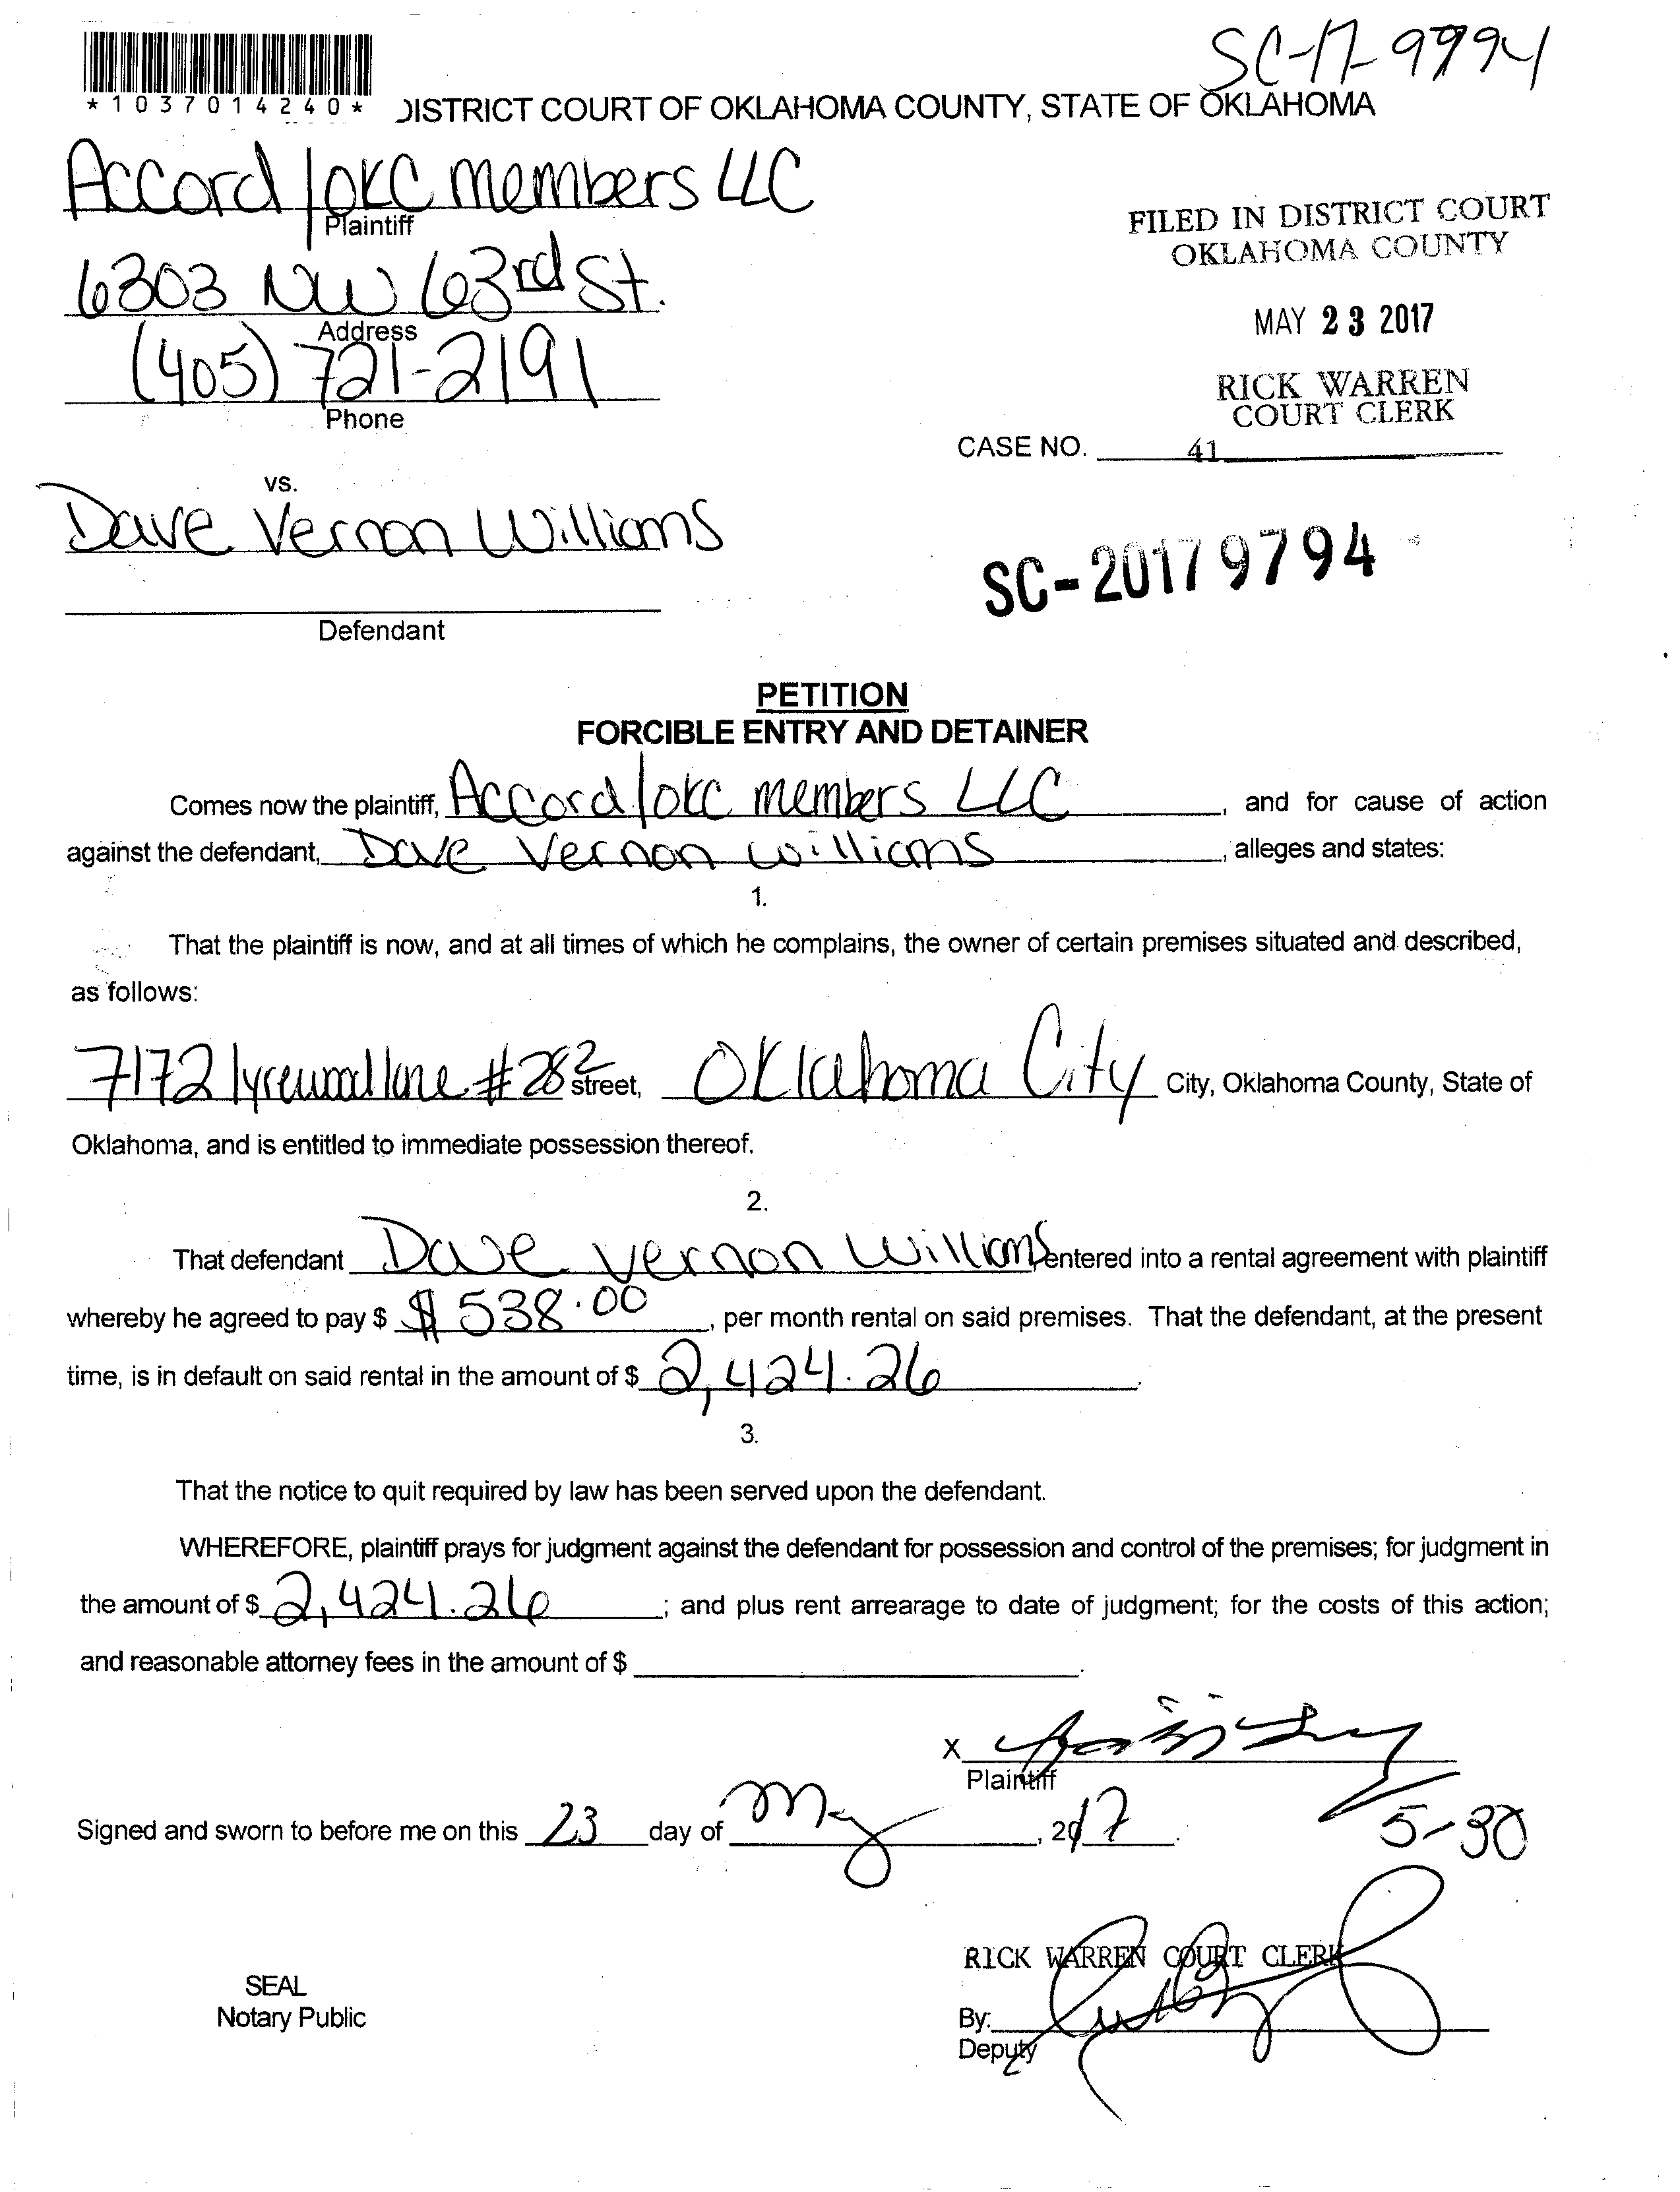 SC-17-9794
*1037014240*
DISTRICT COURT OF OKLAHOMA COUNTY, STATE OF OKLAHOMA
Accord/OKC members LLC
Plaintiff
6303 NW 63rd St.
Address
(405) 721-2191
Phone
FILED IN DISTRICT COURT
OKLAHOMA COUNTY
MAY 23 2017
RICK WARREN
COURT CLERK
CASE NO. 41
vs.
Dave Vernon Williams
SC-2017 9794
Defendant
PETITION
FORCIBLE ENTRY AND DETAINER
Comes now the plaintiff, Accord/okc members LLC, and for cause of action
against the defendant, Dave Vernon williams, alleges and states:
1.
That the plaintiff is now, and at all times of which he complains, the owner of certain premises situated and described,
as follows:
7172 lyrewood lane #282 street, Oklahoma City City, Oklahoma County, State of
Oklahoma, and is entitled to immediate possession thereof.
2.
That defendant Dave vernon Williams entered into a rental agreement with plaintiff
whereby he agreed to pay $ $538.00, per month rental on said premises. That the defendant, at the present
time, is in default on said rental in the amount of $ 2,424.26.
3.
That the notice to quit required by law has been served upon the defendant.
WHEREFORE, plaintiff prays for judgment against the defendant for possession and control of the premises; for judgment in
the amount of $ 2,424.26; and plus rent arrearage to date of judgment; for the costs of this action;
and reasonable attorney fees in the amount of $ .
X
Plaintiff
Signed and sworn to before me on this 23 day of May, 2017.
5-30
RICK WARREN COURT CLERK
SEAL
Notary Public
By:
Deputy